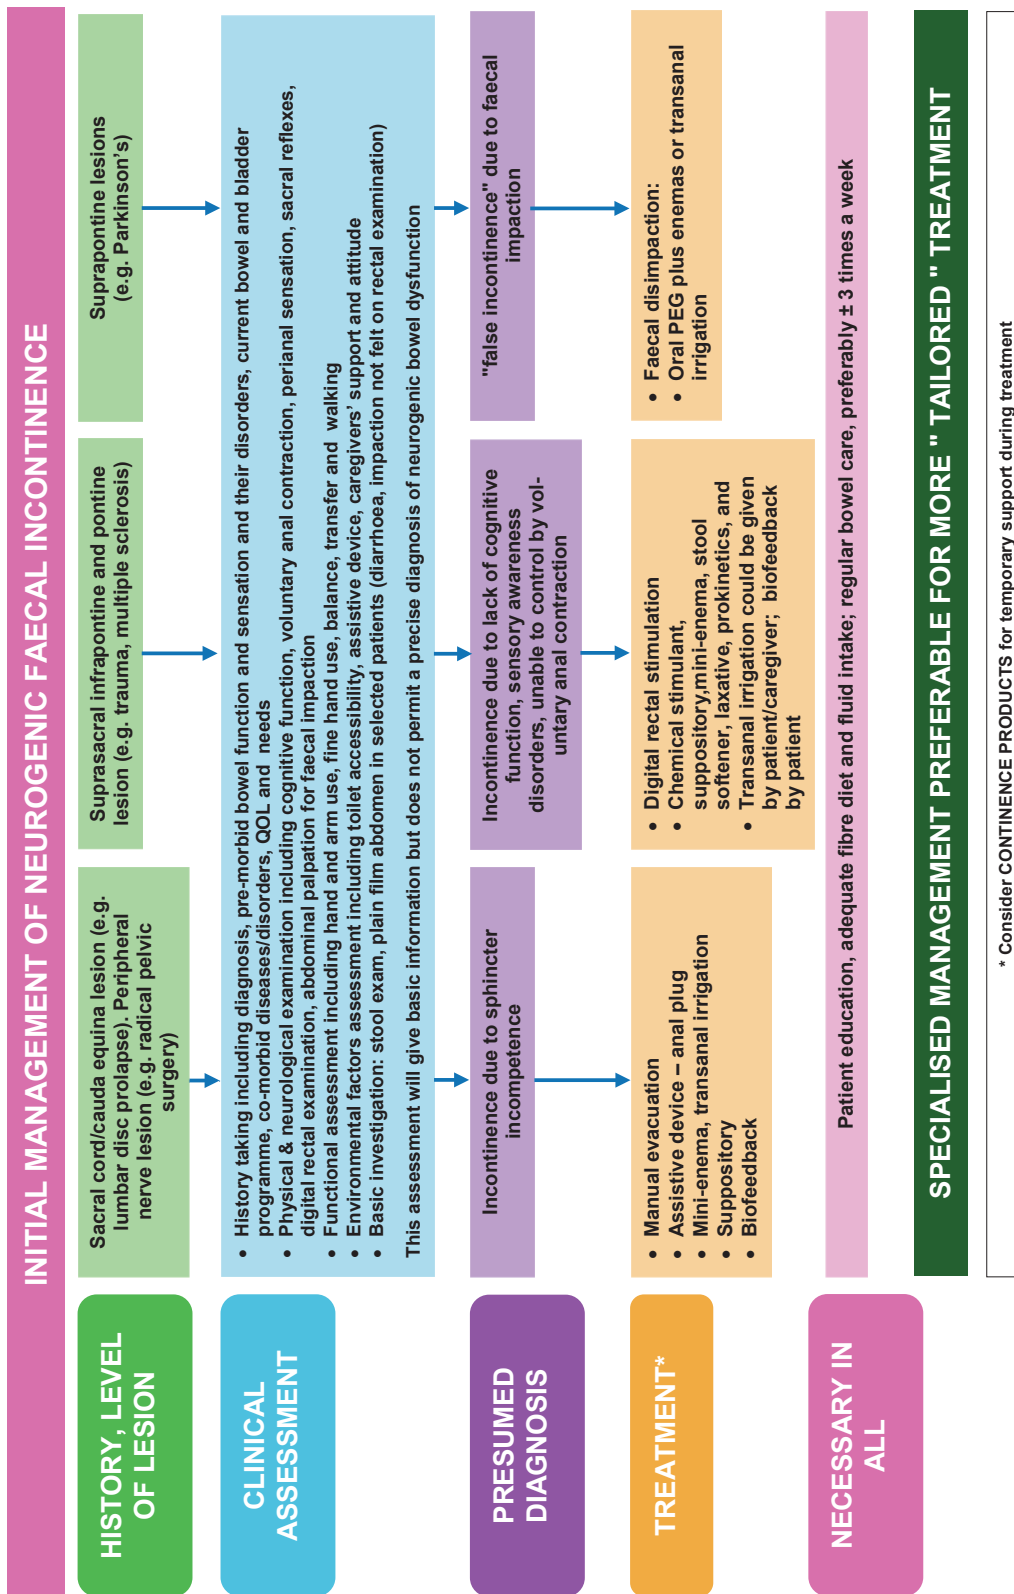 INITIAL MANAGEMENT OF NEUROGENIC FAECAL INCONTINENCE
HISTORY, LEVEL
OF LESION
Sacral cord/cauda equina lesion (e.g.
lumbar disc prolapse). Peripheral
nerve lesion (e.g. radical pelvic
surgery)
Suprasacral infrapontine and pontine
lesion (e.g. trauma, multiple sclerosis)
Suprapontine lesions
(e.g. Parkinson's)
CLINICAL
ASSESSMENT
• History taking including diagnosis, pre-morbid bowel function and sensation and their disorders, current bowel and bladder
programme, co-morbid diseases/disorders, QOL and needs
• Physical & neurological examination including cognitive function, voluntary anal contraction, perianal sensation, sacral reflexes,
digital rectal examination, abdominal palpation for faecal impaction
• Functional assessment including hand and arm use, fine hand use, balance, transfer and walking
• Environmental factors assessment including toilet accessibility, assistive device, caregivers' support and attitude
• Basic investigation: stool exam, plain film abdomen in selected patients (diarrhoea, impaction not felt on rectal examination)
This assessment will give basic information but does not permit a precise diagnosis of neurogenic bowel dysfunction
PRESUMED
DIAGNOSIS
Incontinence due to sphincter
incompetence
Incontinence due to lack of cognitive
function, sensory awareness
disorders, unable to control by vol-
untary anal contraction
"false incontinence" due to faecal
impaction
TREATMENT*
• Manual evacuation
• Assistive device – anal plug
• Mini-enema, transanal irrigation
• Suppository
• Biofeedback
• Digital rectal stimulation
• Chemical stimulant,
suppository,mini-enema, stool
softener, laxative, prokinetics, and
• Transanal irrigation could be given
by patient/caregiver; biofeedback
by patient
• Faecal disimpaction:
• Oral PEG plus enemas or transanal
irrigation
NECESSARY IN
ALL
Patient education, adequate fibre diet and fluid intake; regular bowel care, preferably ± 3 times a week
SPECIALISED MANAGEMENT PREFERABLE FOR MORE " TAILORED " TREATMENT
* Consider CONTINENCE PRODUCTS for temporary support during treatment